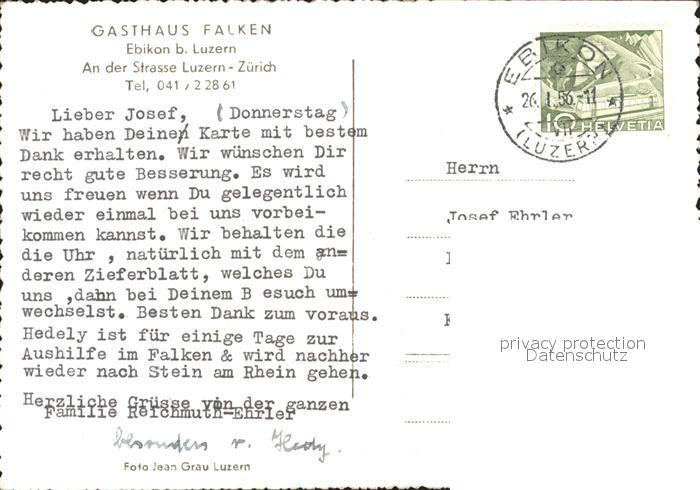 GASTHAUS FALKEN
Ebikon b. Luzern
An der Strasse Luzern - Zürich
Tel, 041 / 2 28 61
Lieber Josef, (Donnerstag)
Wir haben Deine Karte mit bestem
Dank erhalten. Wir wünschen Dir
recht gute Besserung. Es wird
uns freuen wenn Du gelegentlich
wieder einmal bei uns vorbei-
kommen kannst. Wir behalten die
die Uhr , natürlich mit dem an=
deren Zieferblatt, welches Du
uns ,dann bei Deinem B esuch um=
wechselst. Besten Dank zum voraus.
Hedely ist für einige Tage zur
Aushilfe im Falken & wird nachher
wieder nach Stein am Rhein gehen.
Herzliche Grüsse von der ganzen
Familie Reichmuth-Ehrler
besonders v. Hedy.
Foto Jean Grau Luzern
EBIKON
26. I. 56.-11
(LUZERN)
10 HELVETIA
Herrn
Josef Ehrler
privacy protection
Datenschutz